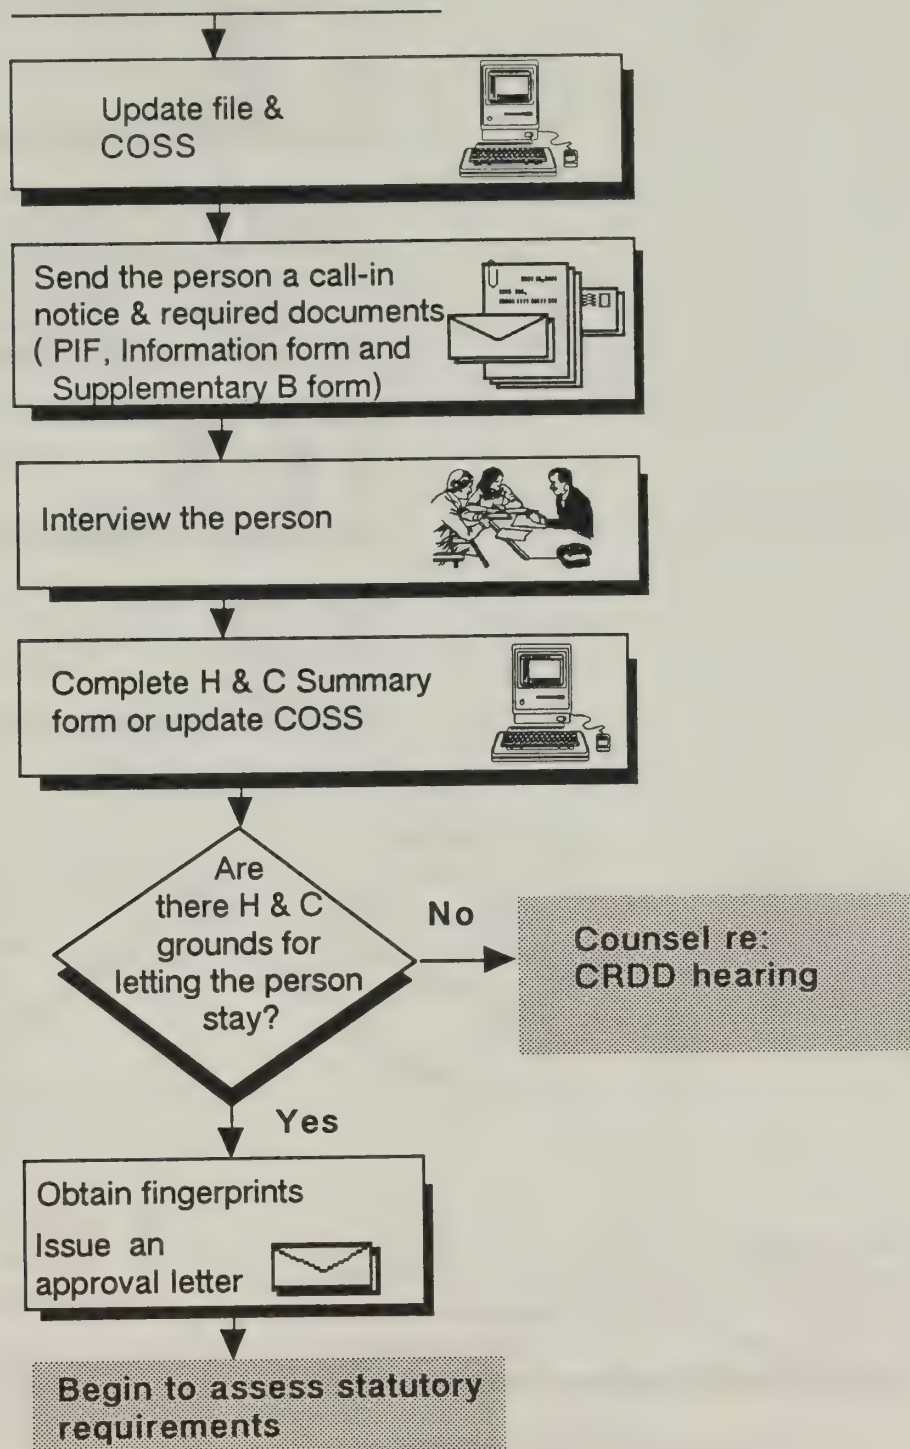 Update file &
COSS
Send the person a call-in
notice & required documents
( PIF, Information form and
Supplementary B form)
Interview the person
Complete H & C Summary
form or update COSS
Are
there H & C
grounds for
letting the person
stay?
No
Counsel re:
CRDD hearing
Yes
Obtain fingerprints
Issue an
approval letter
Begin to assess statutory
requirements